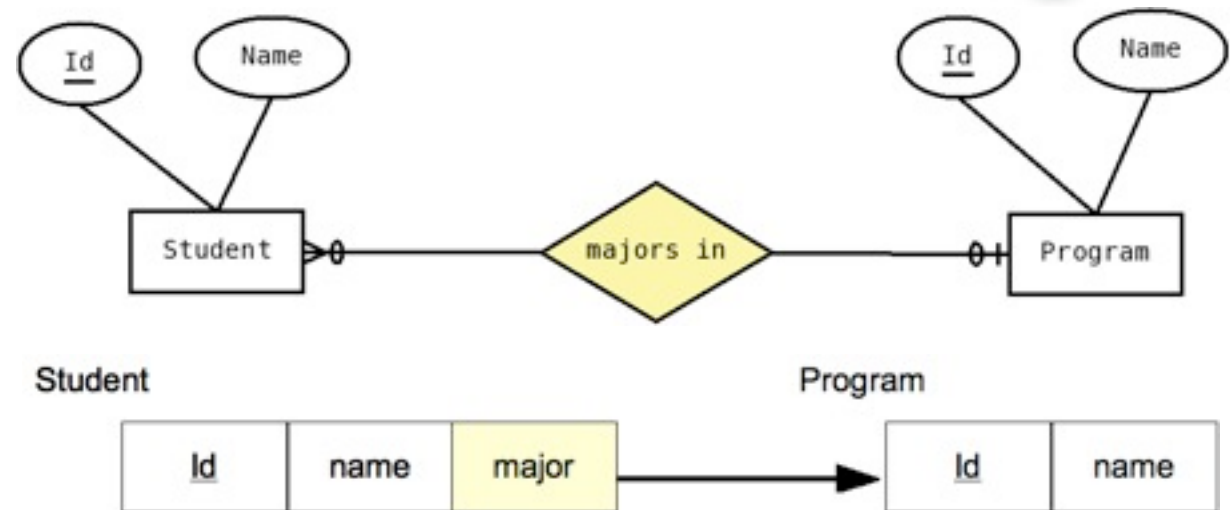 Id Name Id Name
Student majors in Program
Student Program
Id name major Id name